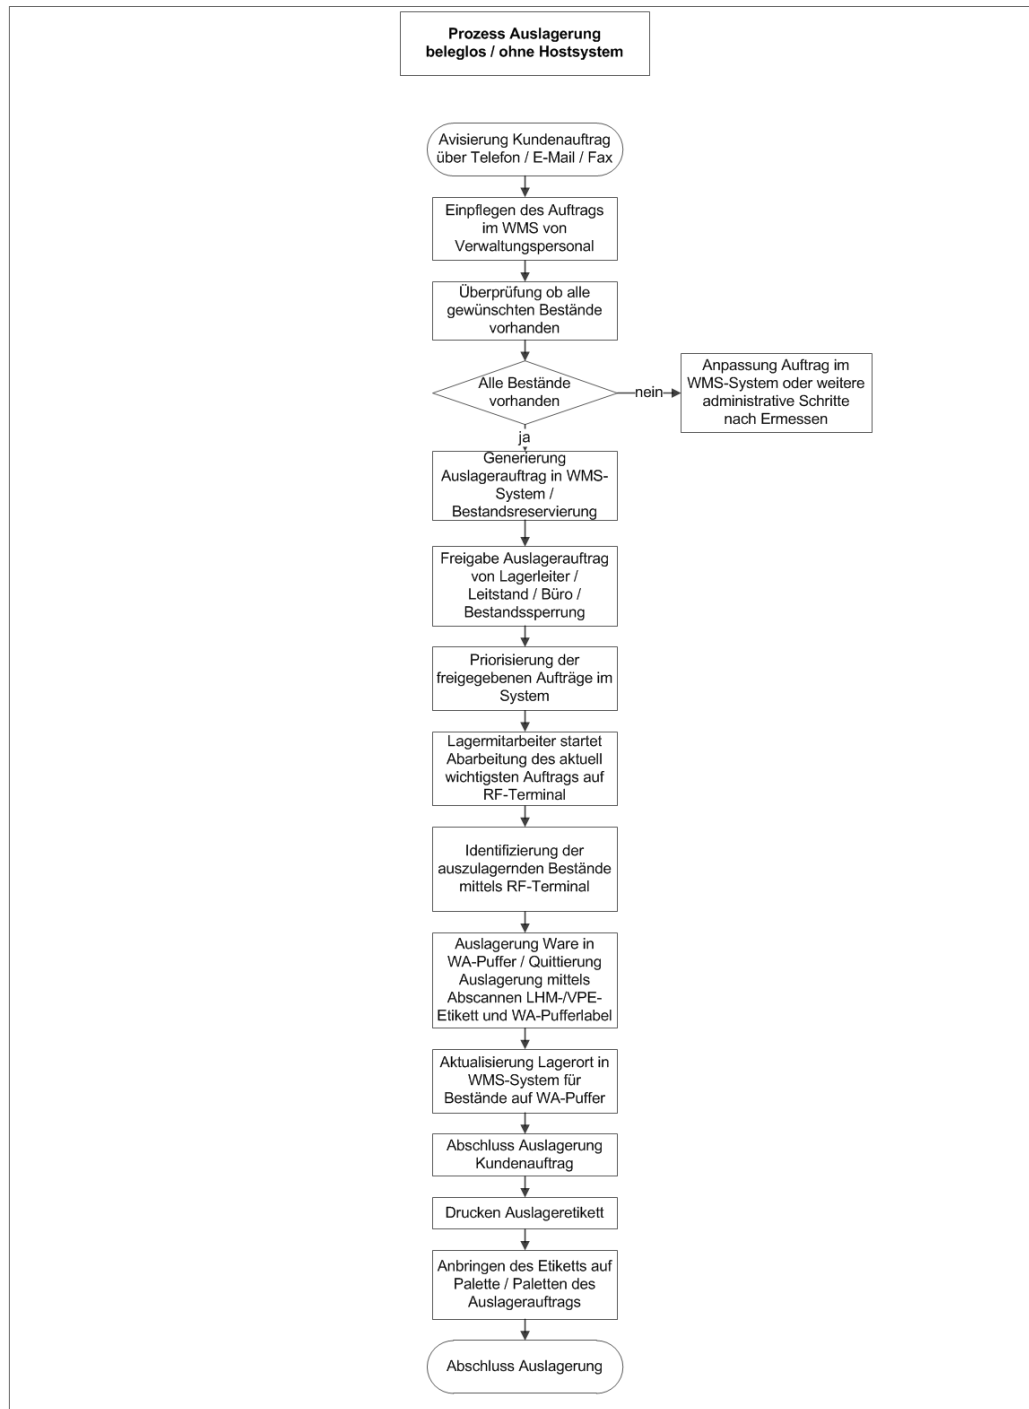 Prozess Auslagerung
beleglos / ohne Hostsystem
Avisierung Kundenauftrag
über Telefon / E-Mail / Fax
Einpflegen des Auftrags
im WMS von
Verwaltungspersonal
Überprüfung ob alle
gewünschten Bestände
vorhanden
Alle Bestände
vorhanden
nein
Anpassung Auftrag im
WMS-System oder weitere
administrative Schritte
nach Ermessen
ja
Generierung
Auslagerauftrag in WMS-
System /
Bestandsreservierung
Freigabe Auslagerauftrag
von Lagerleiter /
Leitstand / Büro /
Bestandssperrung
Priorisierung der
freigegebenen Aufträge im
System
Lagermitarbeiter startet
Abarbeitung des aktuell
wichtigsten Auftrags auf
RF-Terminal
Identifizierung der
auszulagernden Bestände
mittels RF-Terminal
Auslagerung Ware in
WA-Puffer / Quittierung
Auslagerung mittels
Abscannen LHM-/VPE-
Etikett und WA-Pufferlabel
Aktualisierung Lagerort in
WMS-System für
Bestände auf WA-Puffer
Abschluss Auslagerung
Kundenauftrag
Drucken Auslageretikett
Anbringen des Etiketts auf
Palette / Paletten des
Auslagerauftrags
Abschluss Auslagerung